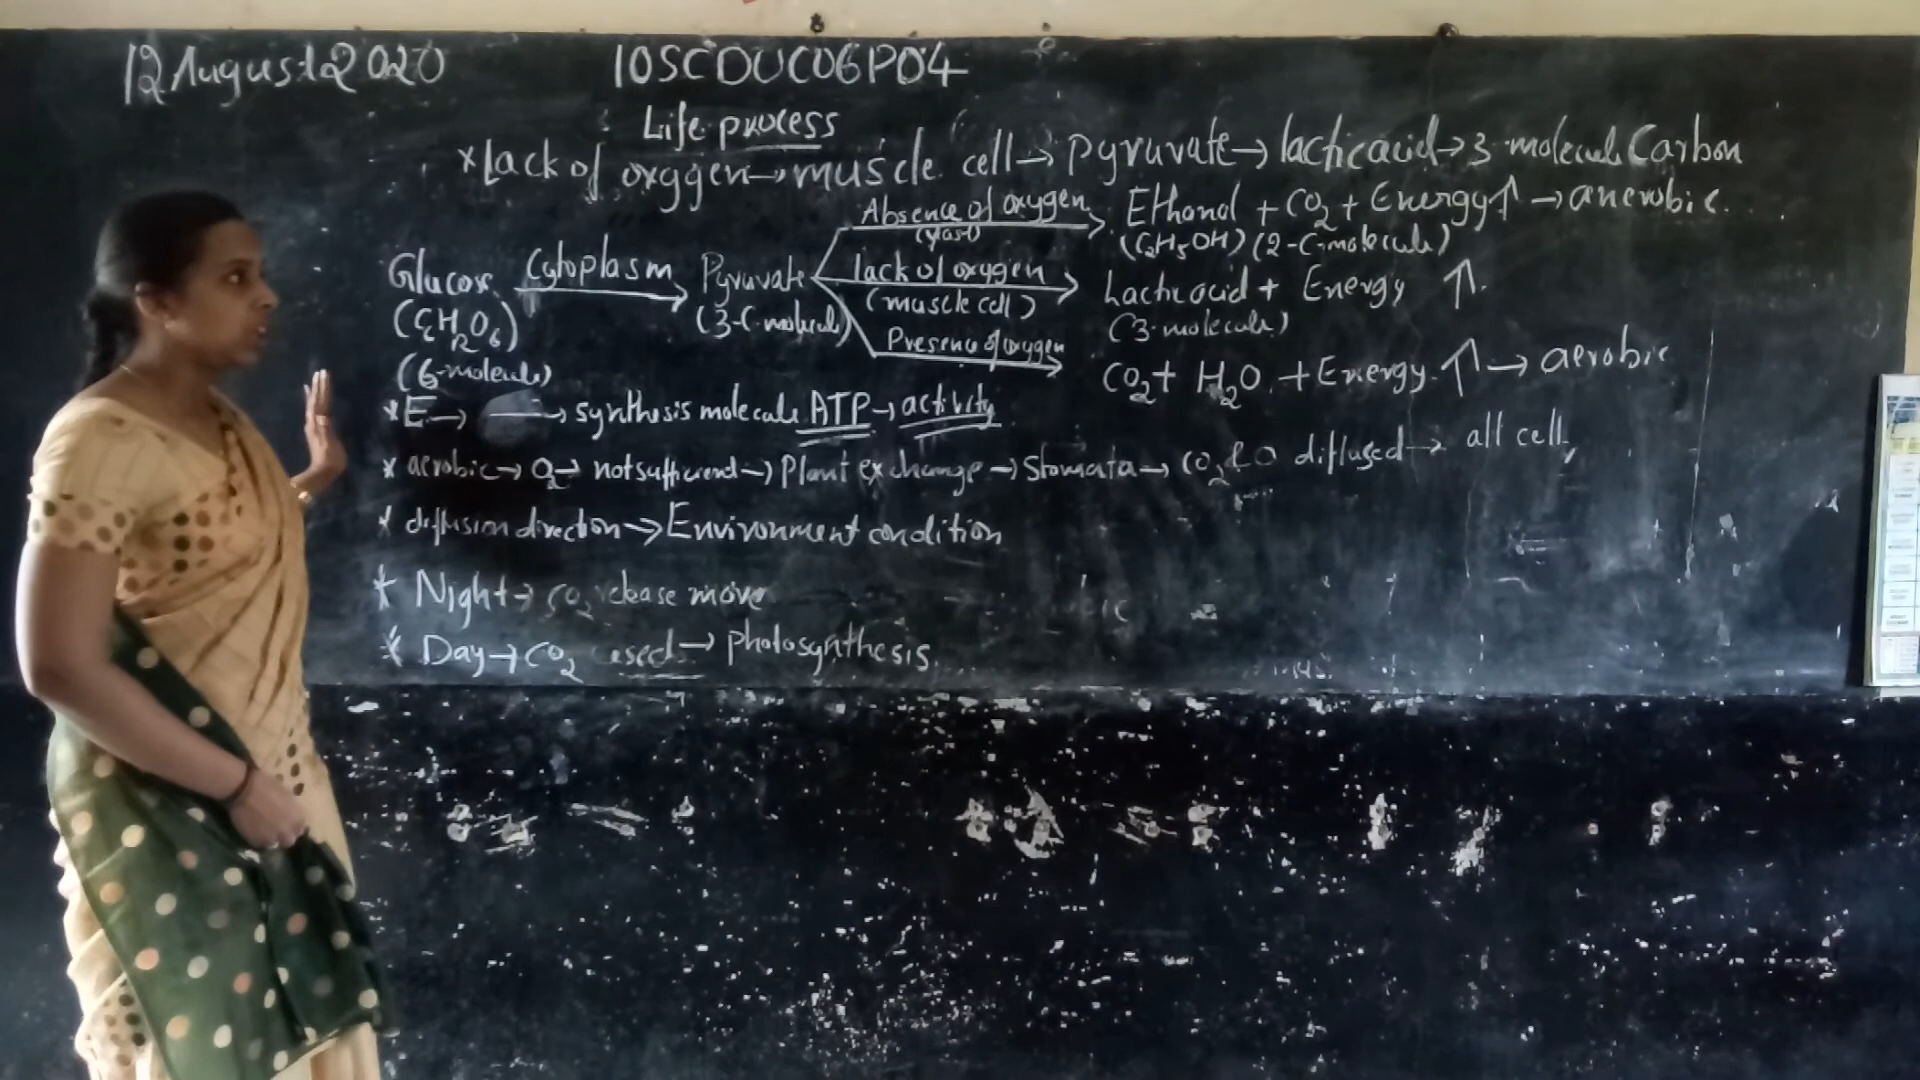 12 August 2020
10SCDUC06P04
Life process
*Lack of oxygen→muscle cell→pyruvate→lactic acid→3-molecule Carbon
Absence of oxygen
(yeast)
Ethanol + CO2 + Energy↑ → anerobic.
(C2H5OH) (2-C-molecule)
Glucose Cytoplasm Pyruvate lack of oxygen Lactic acid + Energy ↑.
(C6H12O6) (3-C-molecule) (muscle cell) (3-molecule)
(6-molecule)
Presence of oxygen CO2 + H2O + Energy ↑ → aerobic
*E→ → synthesis molecule ATP→ activity
* aerobic→ O2→ not sufficient→ Plant exchange→ Stomata→ CO2 & O diffused→ all cell,
* diffusion direction→ Environment condition
* Night→ CO2 release more
* Day→ CO2 used→ photosynthesis